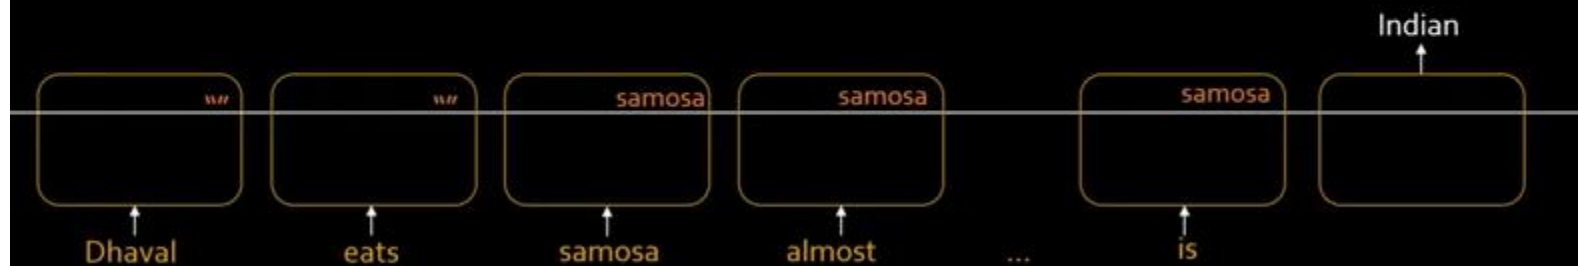 Indian
"" "" samosa samosa samosa
Dhaval eats samosa almost ... is